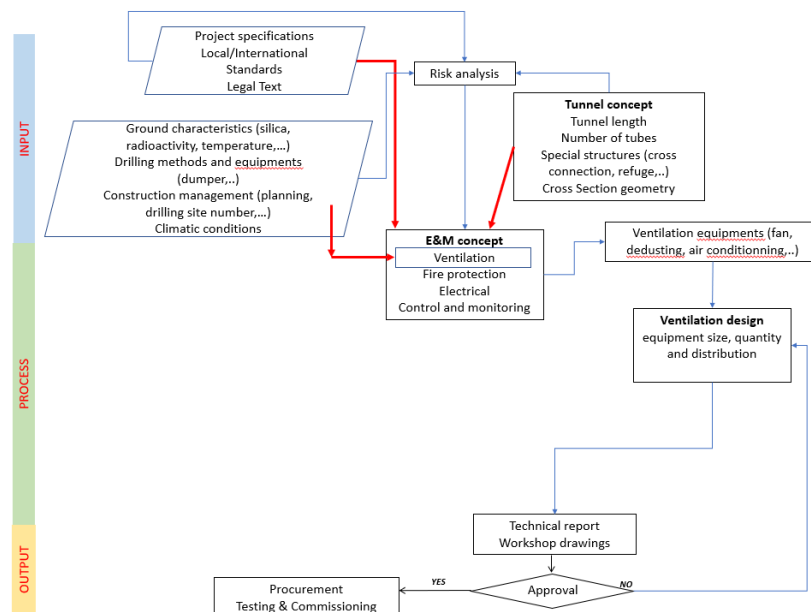 INPUT
Project specifications
Local/International
Standards
Legal Text
Risk analysis
Tunnel concept
Tunnel length
Number of tubes
Special structures (cross
connection, refuge,..)
Cross Section geometry
Ground characteristics (silica,
radioactivity, temperature,...)
Drilling methods and equipments
(dumper,..)
Construction management (planning,
drilling site number,...)
Climatic conditions
PROCESS
E&M concept
Ventilation
Fire protection
Electrical
Control and monitoring
Ventilation equipments (fan,
dedusting, air conditionning,..)
Ventilation design
equipment size, quantity
and distribution
OUTPUT
Technical report
Workshop drawings
Approval
YES
NO
Procurement
Testing & Commissioning